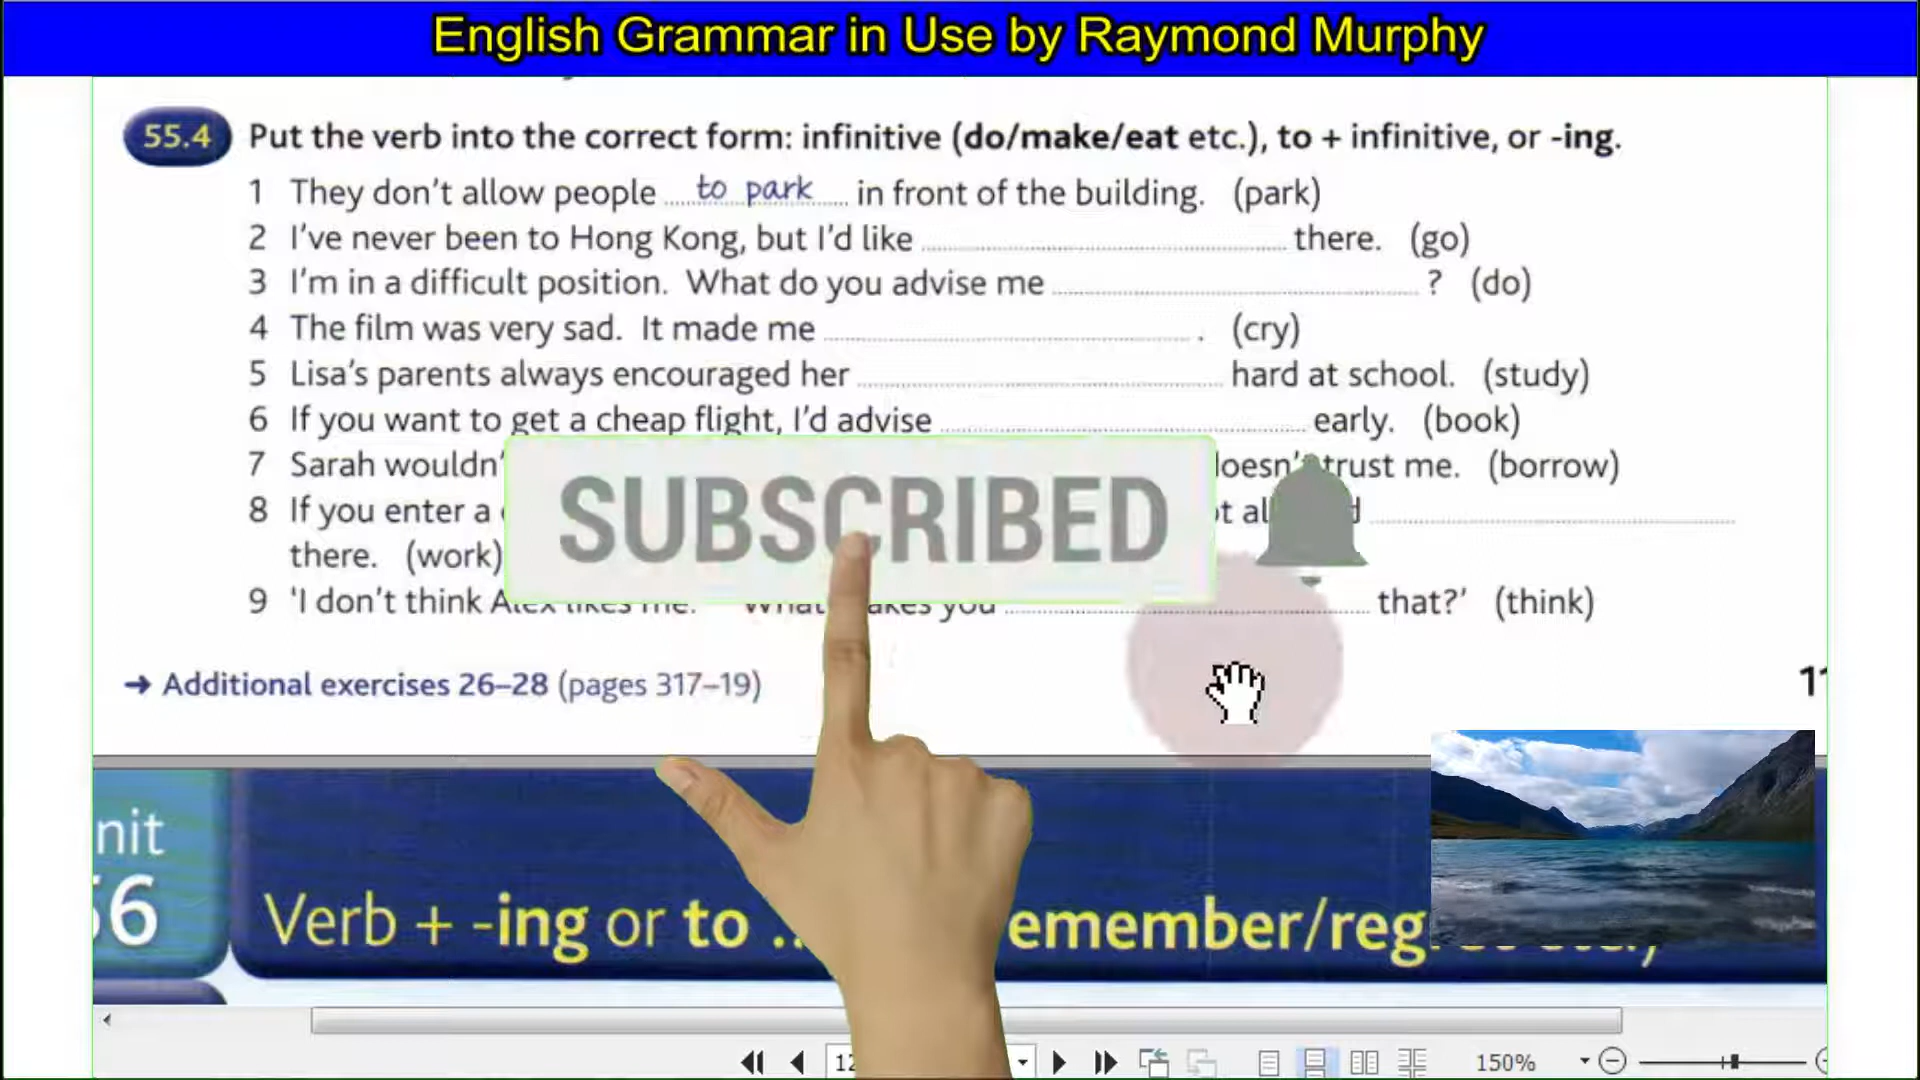 English Grammar in Use by Raymond Murphy
55.4 Put the verb into the correct form: infinitive (do/make/eat etc.), to + infinitive, or -ing.
1 They don't allow people to park in front of the building. (park)
2 I've never been to Hong Kong, but I'd like ........ there. (go)
3 I'm in a difficult position. What do you advise me ........ ? (do)
4 The film was very sad. It made me ........ . (cry)
5 Lisa's parents always encouraged her ........ hard at school. (study)
6 If you want to get a cheap flight, I'd advise ........ early. (book)
7 Sarah wouldn' trust me. (borrow)
8 If you enter a
SUBSCRIBED
there. (work)
9 'I don't think Alex likes me.' 'What makes you ........ that?' (think)
➔ Additional exercises 26–28 (pages 317–19)
Verb + -ing or to ..
150%